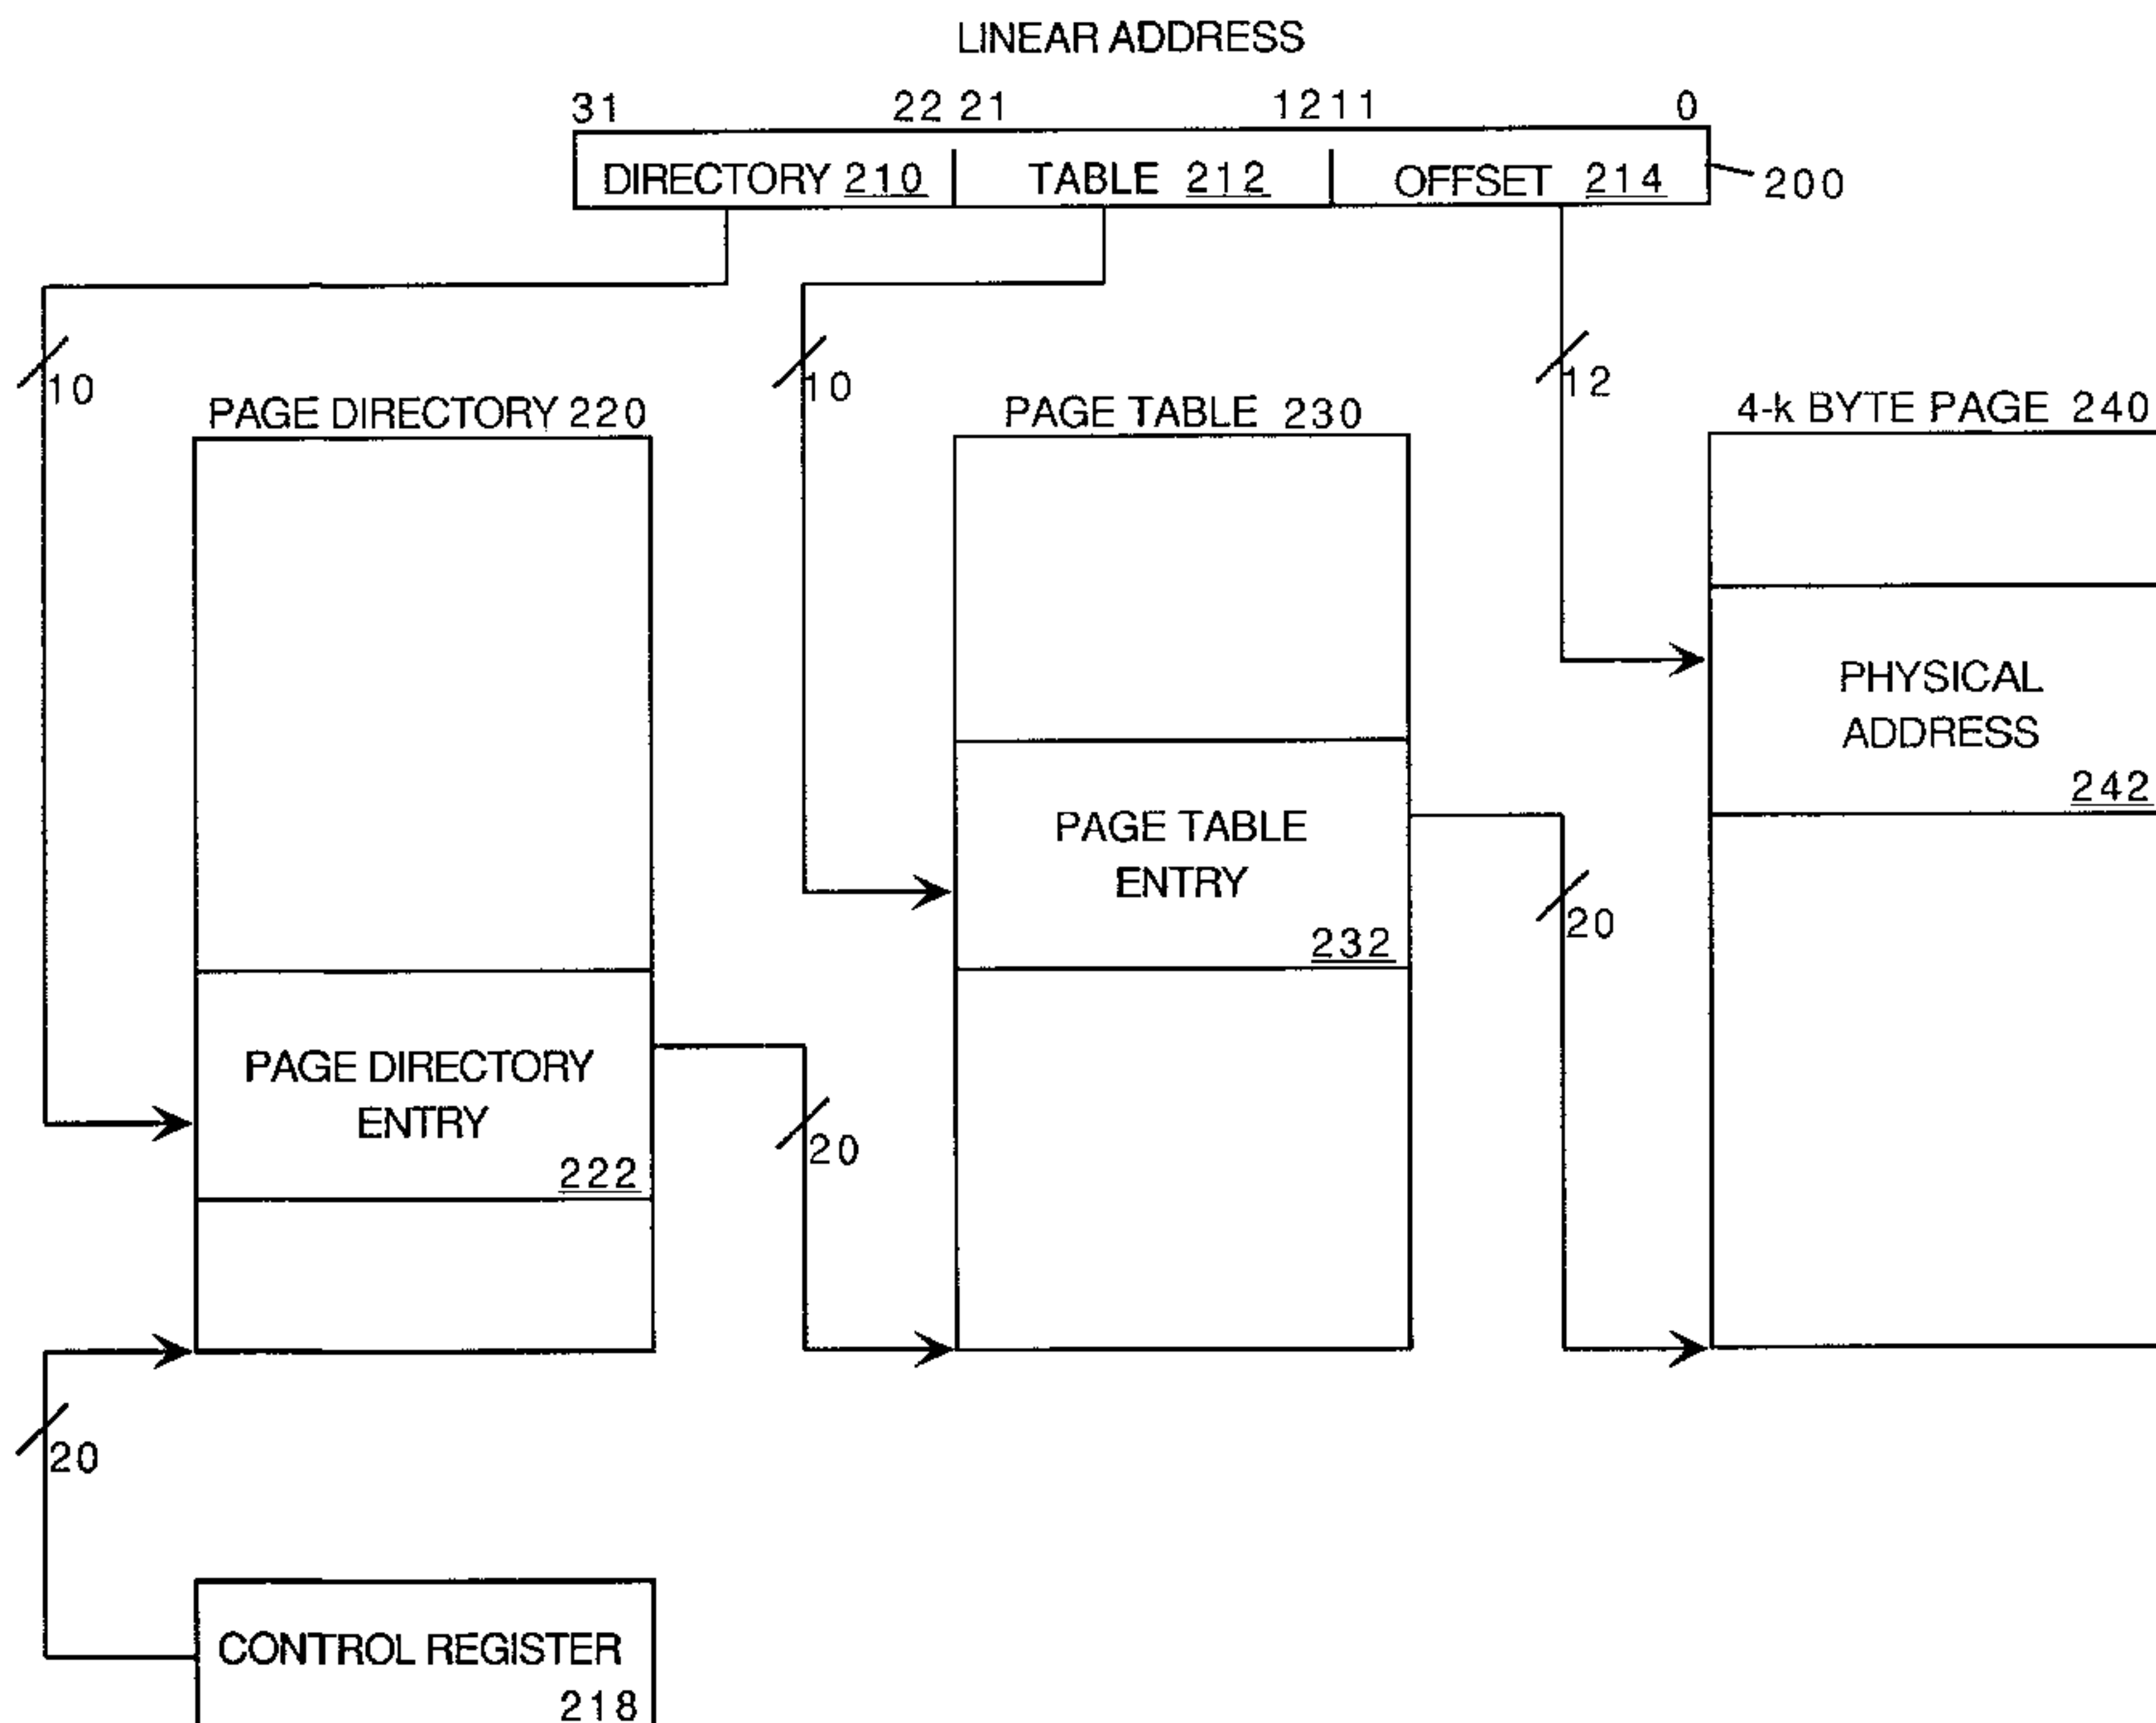 LINEAR ADDRESS
31 22 21 12 11 0
DIRECTORY 210 TABLE 212 OFFSET 214
200
10 10 12
PAGE DIRECTORY 220 PAGE TABLE 230 4-k BYTE PAGE 240
PHYSICAL
ADDRESS
242
PAGE TABLE
ENTRY
232
20
PAGE DIRECTORY
ENTRY
222
20
20
CONTROL REGISTER
218